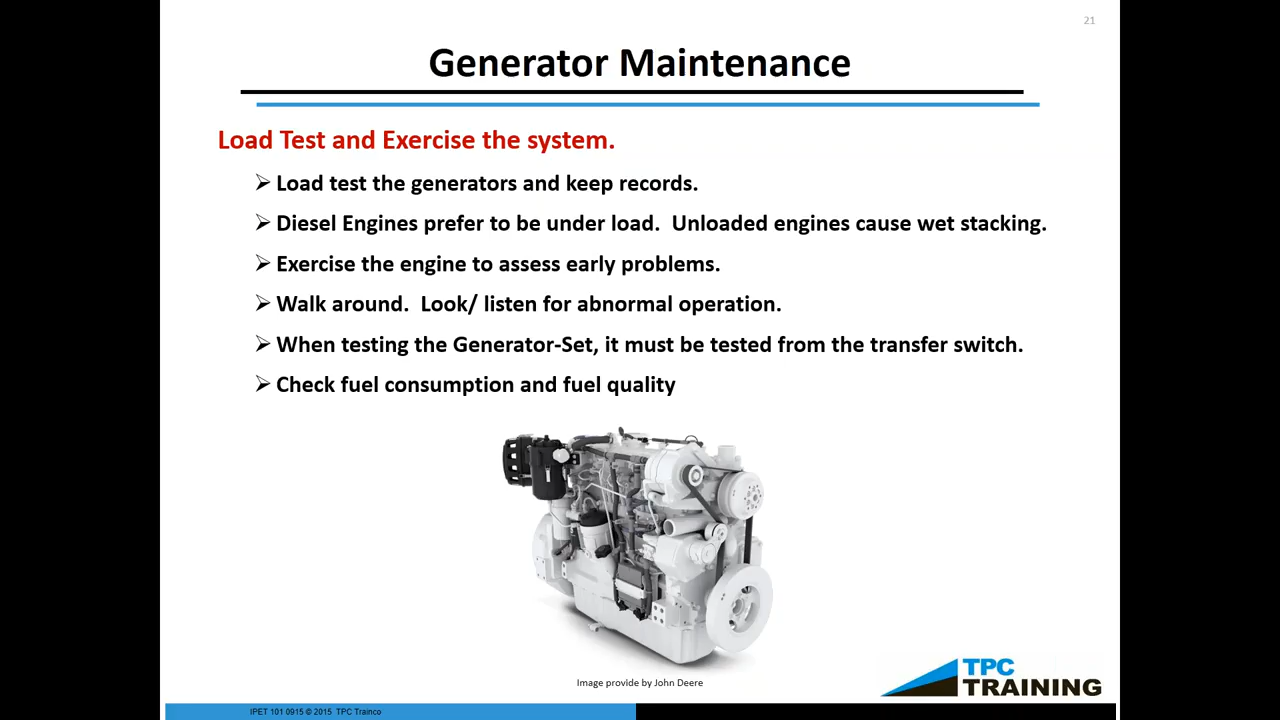 21
Generator Maintenance
Load Test and Exercise the system.
Load test the generators and keep records.
Diesel Engines prefer to be under load.  Unloaded engines cause wet stacking.
Exercise the engine to assess early problems.
Walk around.  Look/ listen for abnormal operation.
When testing the Generator-Set, it must be tested from the transfer switch.
Check fuel consumption and fuel quality
Image provide by John Deere
TPC
TRAINING
IPET 101 0915 © 2015  TPC Trainco